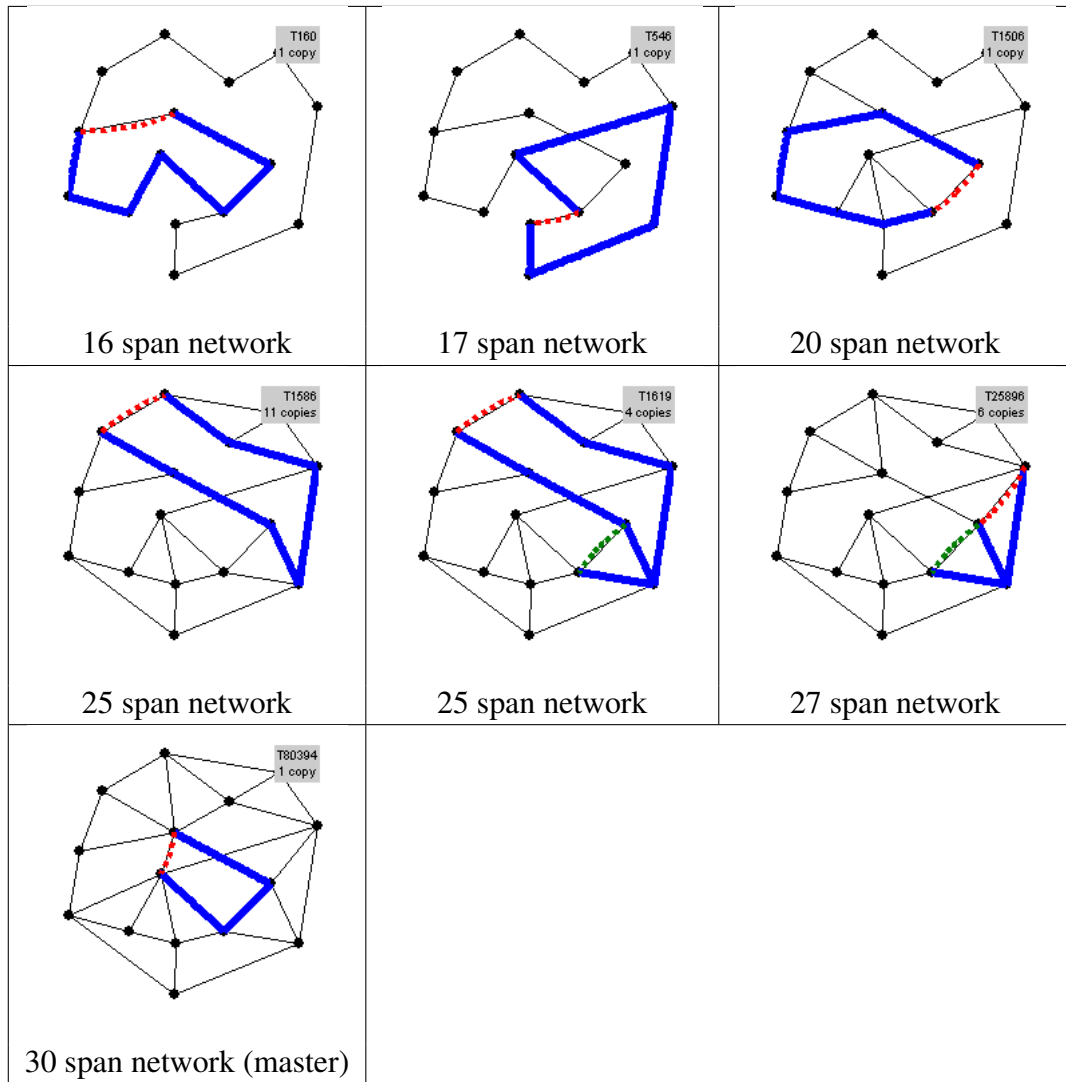 T160
1 copy
T546
1 copy
T1506
1 copy
16 span network
17 span network
20 span network
T1586
11 copies
T1619
4 copies
T25896
6 copies
25 span network
25 span network
27 span network
T80394
1 copy
30 span network (master)